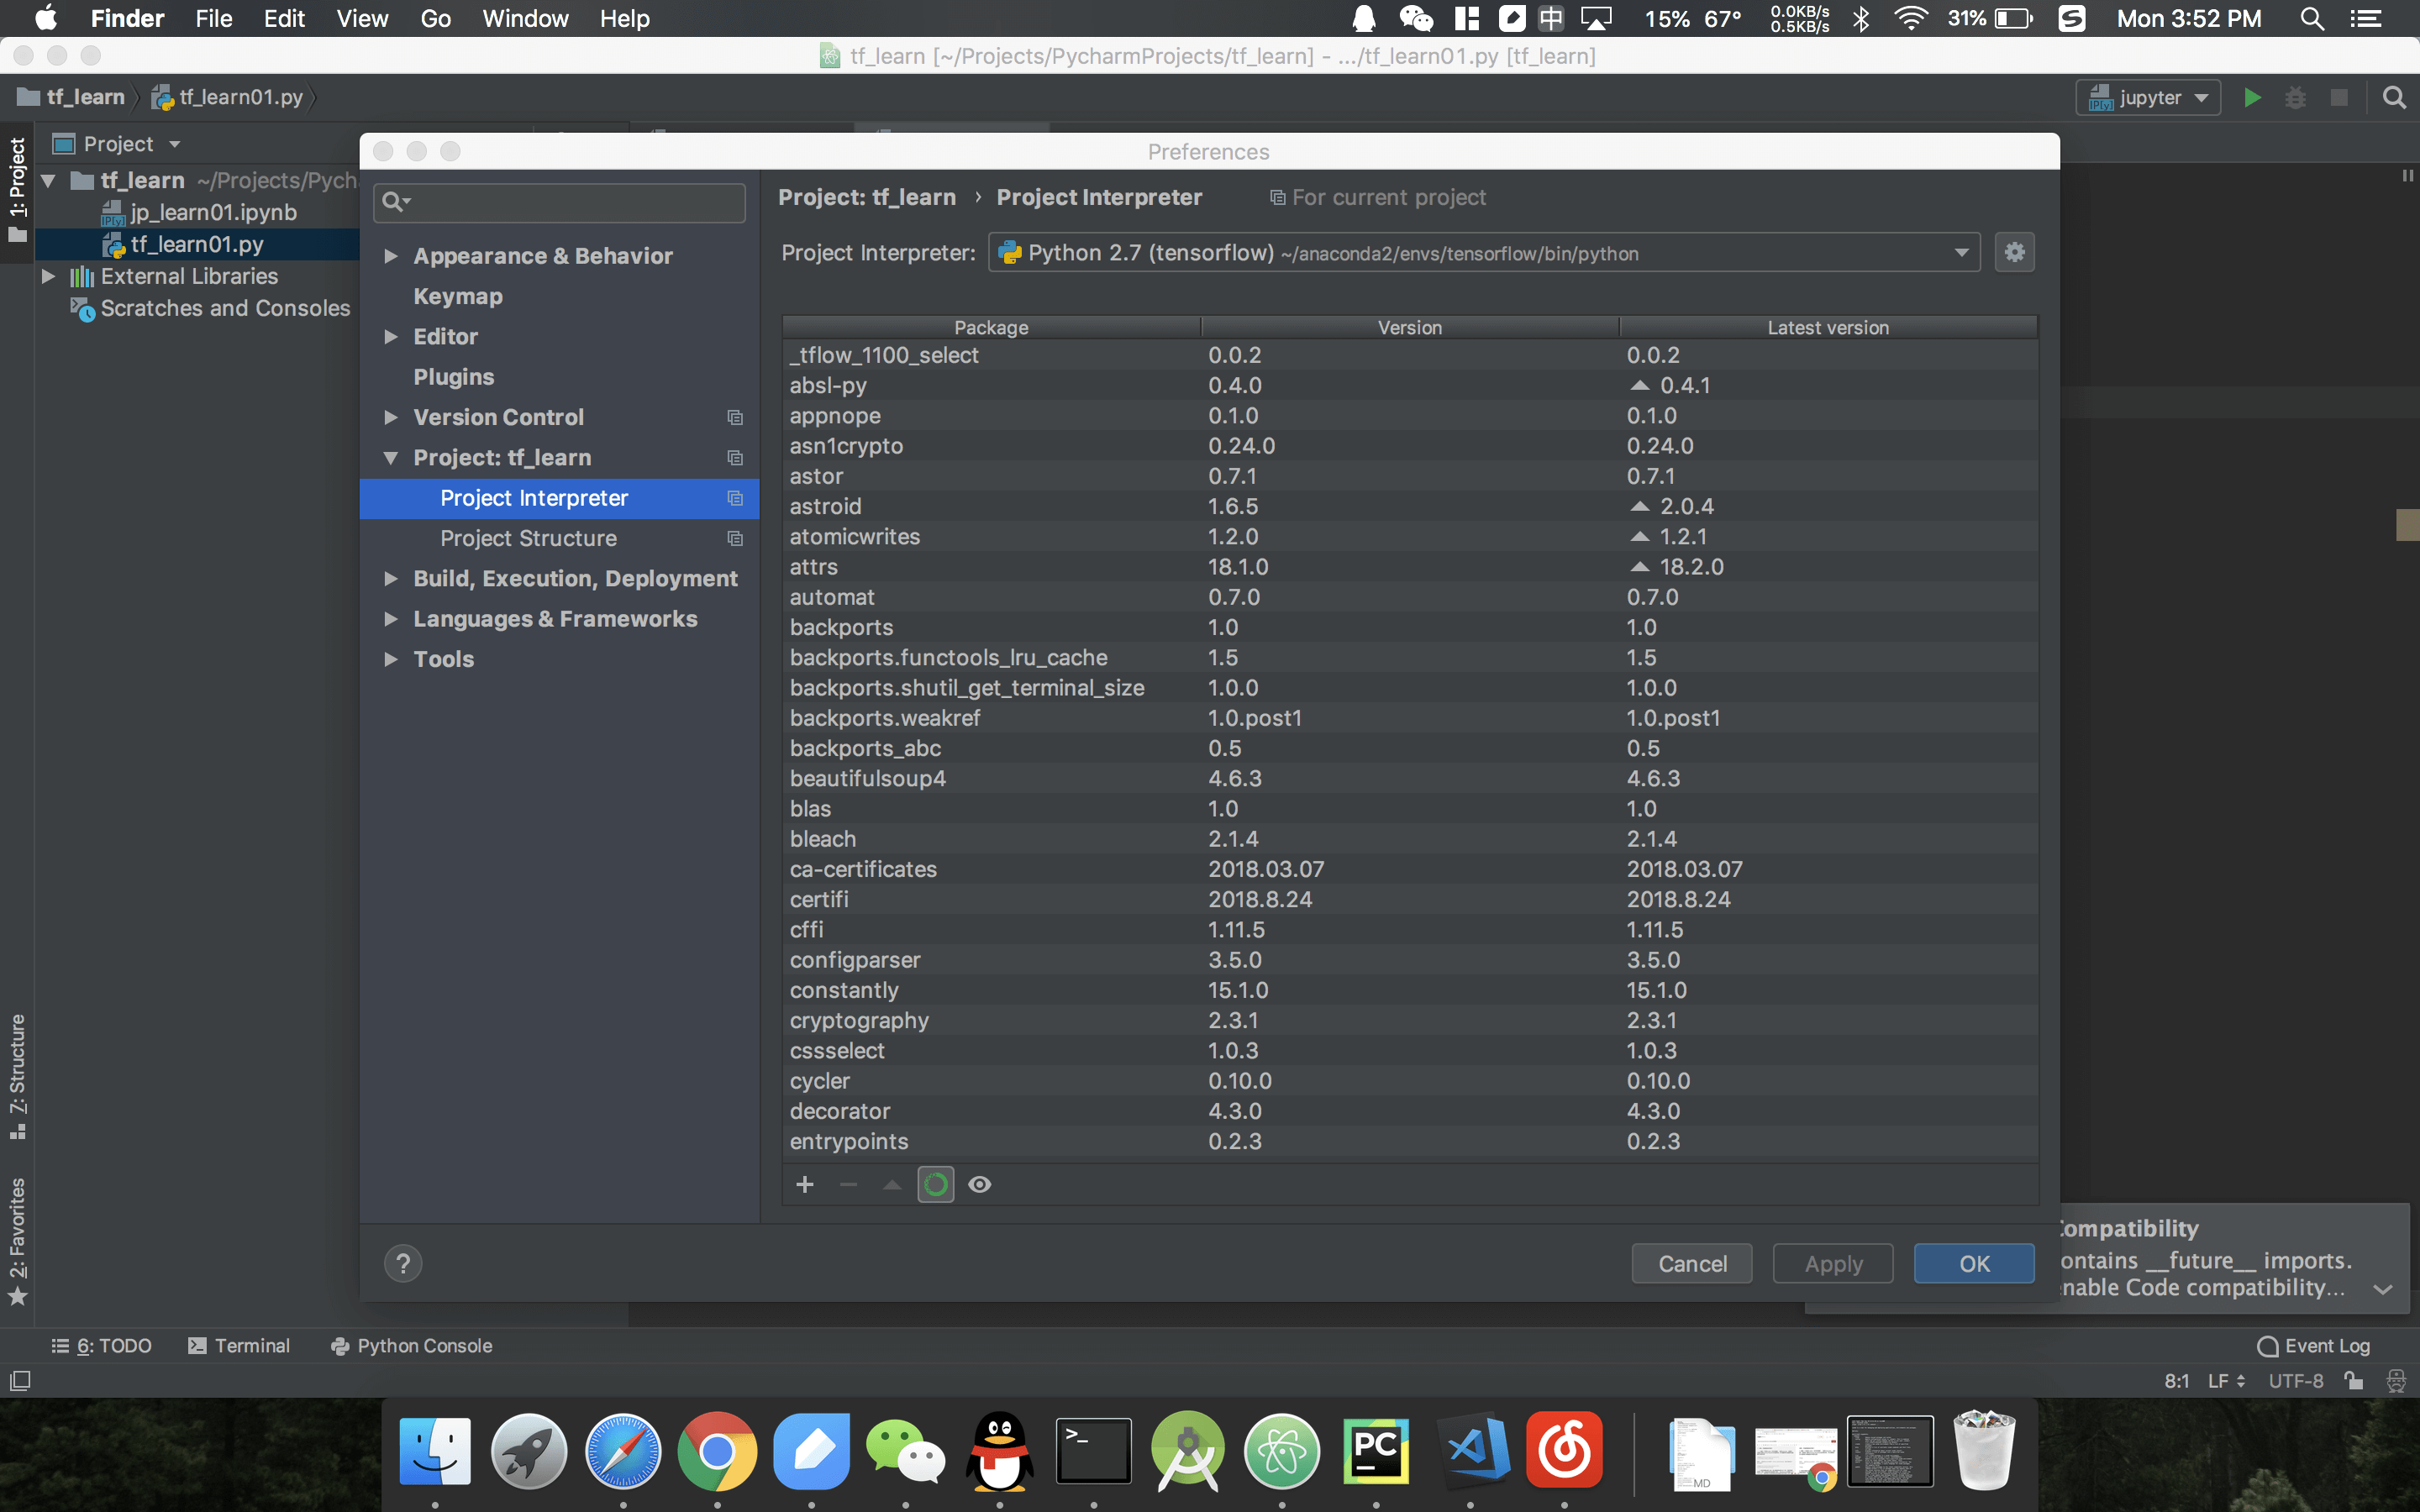 Finder File Edit View Go Window Help 中 15% 67° 0.0KB/s 0.5KB/s 31% Mon 3:52 PM
tf_learn [~/Projects/PycharmProjects/tf_learn] - .../tf_learn01.py [tf_learn]
tf_learn tf_learn01.py jupyter
1: Project
Project
tf_learn ~/Projects/Pych
jp_learn01.ipynb
tf_learn01.py
External Libraries
Scratches and Consoles
7: Structure
2: Favorites
Preferences
Appearance & Behavior
Keymap
Editor
Plugins
Version Control
Project: tf_learn
Project Interpreter
Project Structure
Build, Execution, Deployment
Languages & Frameworks
Tools
Project: tf_learn › Project Interpreter For current project
Project Interpreter: Python 2.7 (tensorflow) ~/anaconda2/envs/tensorflow/bin/python
Package Version Latest version
_tflow_1100_select 0.0.2 0.0.2
absl-py 0.4.0 0.4.1
appnope 0.1.0 0.1.0
asn1crypto 0.24.0 0.24.0
astor 0.7.1 0.7.1
astroid 1.6.5 2.0.4
atomicwrites 1.2.0 1.2.1
attrs 18.1.0 18.2.0
automat 0.7.0 0.7.0
backports 1.0 1.0
backports.functools_lru_cache 1.5 1.5
backports.shutil_get_terminal_size 1.0.0 1.0.0
backports.weakref 1.0.post1 1.0.post1
backports_abc 0.5 0.5
beautifulsoup4 4.6.3 4.6.3
blas 1.0 1.0
bleach 2.1.4 2.1.4
ca-certificates 2018.03.07 2018.03.07
certifi 2018.8.24 2018.8.24
cffi 1.11.5 1.11.5
configparser 3.5.0 3.5.0
constantly 15.1.0 15.1.0
cryptography 2.3.1 2.3.1
cssselect 1.0.3 1.0.3
cycler 0.10.0 0.10.0
decorator 4.3.0 4.3.0
entrypoints 0.2.3 0.2.3
? Cancel Apply OK
ompatibility
ontains __future__ imports.
nable Code compatibility...
6: TODO Terminal Python Console Event Log
8:1 LF UTF-8
PC
MD